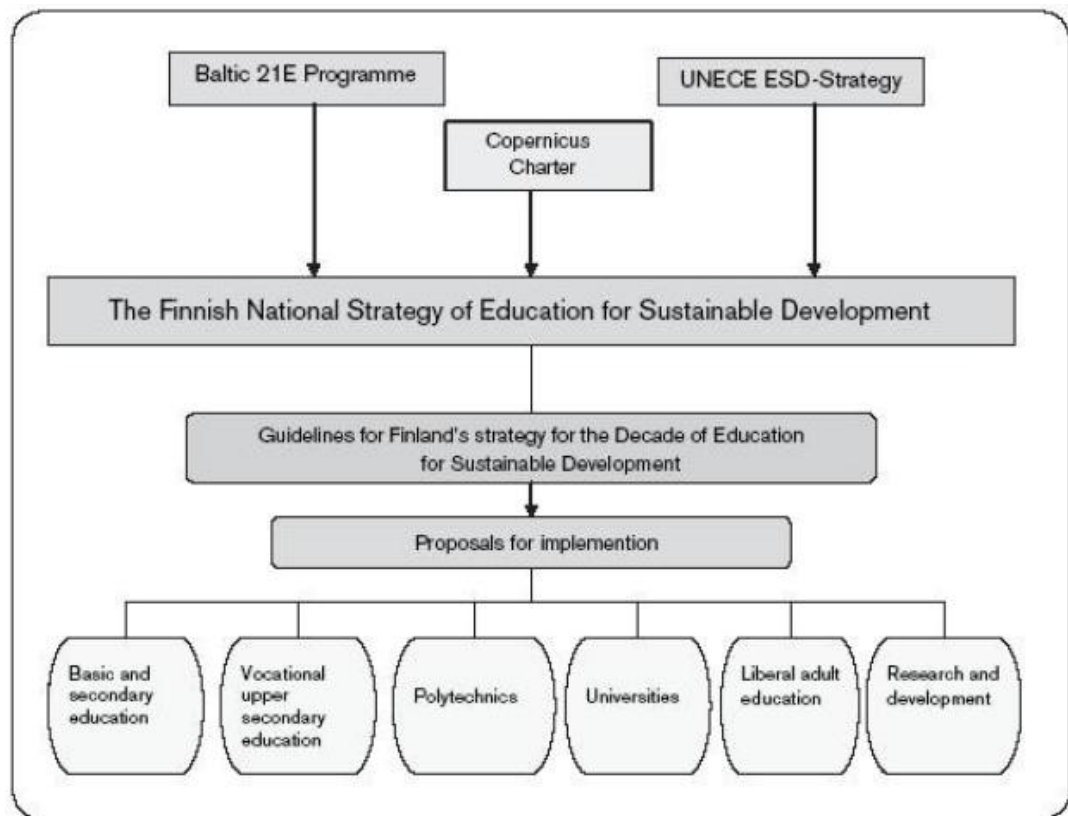 Baltic 21E Programme
UNECE ESD-Strategy
Copernicus
Charter
The Finnish National Strategy of Education for Sustainable Development
Guidelines for Finland's strategy for the Decade of Education
for Sustainable Development
Proposals for implemention
Basic and
secondary
education
Vocational
upper
secondary
education
Polytechnics
Universities
Liberal adult
education
Research and
development